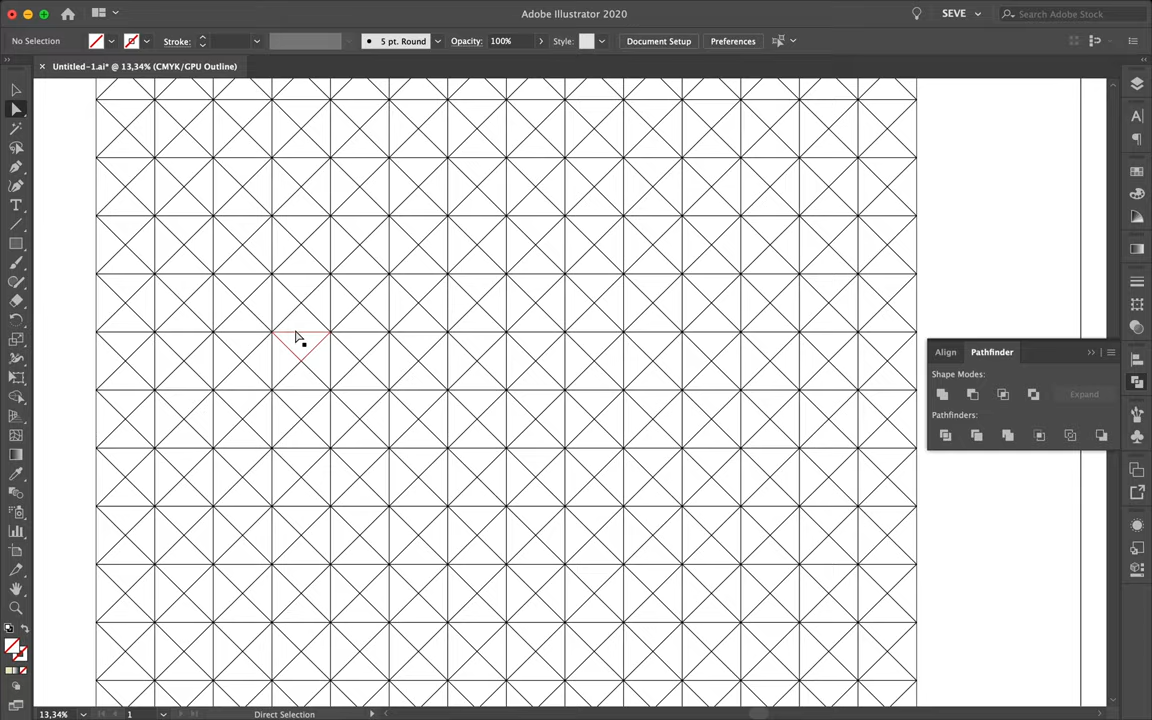 Adobe Illustrator 2020
SEVE
Search Adobe Stock
No Selection
Stroke:
5 pt. Round
Opacity:
100%
Style:
Document Setup
Preferences
× Untitled-1.ai* @ 13,34% (CMYK/GPU Outline)
Align
Pathfinder
Shape Modes:
Expand
Pathfinders:
13,34%
1
Direct Selection